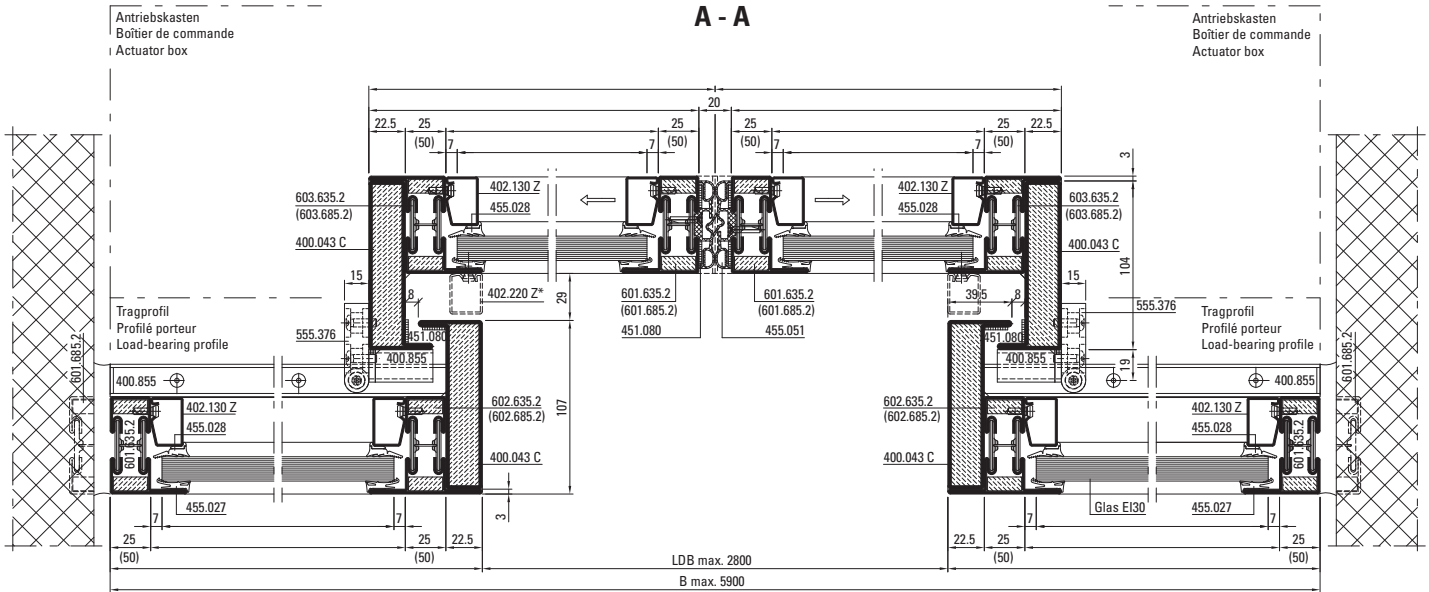 A - A
Antriebskasten
Boîtier de commande
Actuator box
Antriebskasten
Boîtier de commande
Actuator box
20
22.5
25
(50)
25
(50)
25
(50)
25
(50)
22.5
7
7
7
7
3
603.635.2
(603.685.2)
402.130 Z
455.028
402.130 Z
455.028
603.635.2
(603.685.2)
400.043 C
400.043 C
104
15
8
402.220 Z*
29
601.635.2
(601.685.2)
601.635.2
(601.685.2)
39.5
8
15
451.080
455.051
Tragprofil
Profilé porteur
Load-bearing profile
555.376
451.080
451.080
555.376
Tragprofil
Profilé porteur
Load-bearing profile
601.685.2
400.855
400.855
400.855
19
400.855
601.685.2
402.130 Z
455.028
601.635.2
602.635.2
(602.685.2)
107
602.635.2
(602.685.2)
402.130 Z
455.028
601.635.2
400.043 C
400.043 C
455.027
3
Glas EI30
455.027
7
7
7
7
25
(50)
25
(50)
22.5
22.5
25
(50)
25
(50)
LDB max. 2800
B max. 5900